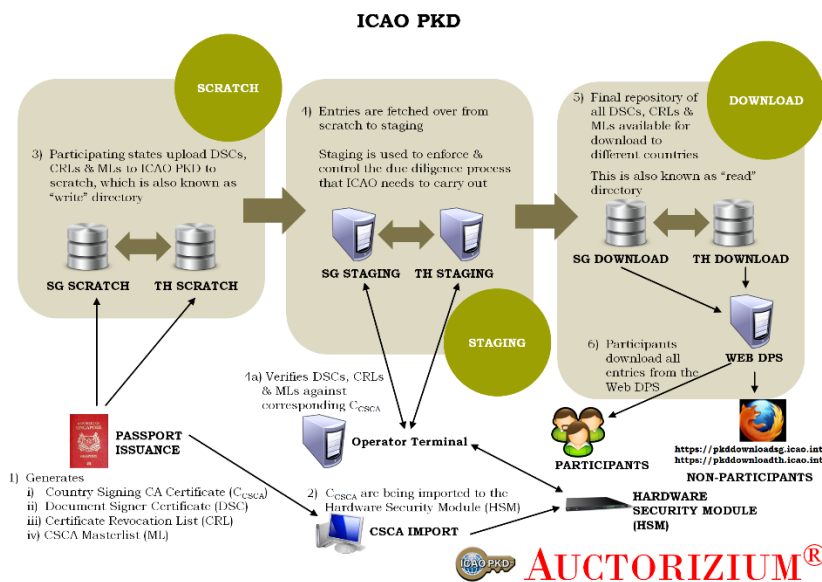 ICAO PKD
SCRATCH
3) Participating states upload DSCs,
CRLs & MLs to ICAO PKD to
scratch, which is also known as
“write” directory
SG SCRATCH
TH SCRATCH
4) Entries are fetched over from
scratch to staging
Staging is used to enforce &
control the due diligence process
that ICAO needs to carry out
SG STAGING
TH STAGING
STAGING
DOWNLOAD
5) Final repository of
all DSCs, CRLs &
MLs available for
download to
different countries
This is also known as “read”
directory
SG DOWNLOAD
TH DOWNLOAD
WEB DPS
6) Participants
download all
entries from the
Web DPS
4a) Verifies DSCs, CRLs
& MLs against
corresponding CCSCA
Operator Terminal
PASSPORT
ISSUANCE
1) Generates
i) Country Signing CA Certificate (CCSCA)
ii) Document Signer Certificate (DSC)
iii) Certificate Revocation List (CRL)
iv) CSCA Masterlist (ML)
2) CCSCA are being imported to the
Hardware Security Module (HSM)
CSCA IMPORT
PARTICIPANTS
https://pkddownloadsg.icao.int
https://pkddownloadth.icao.int
NON-PARTICIPANTS
HARDWARE
SECURITY MODULE
(HSM)
ICAO PKD
AUCTORIZIUM®